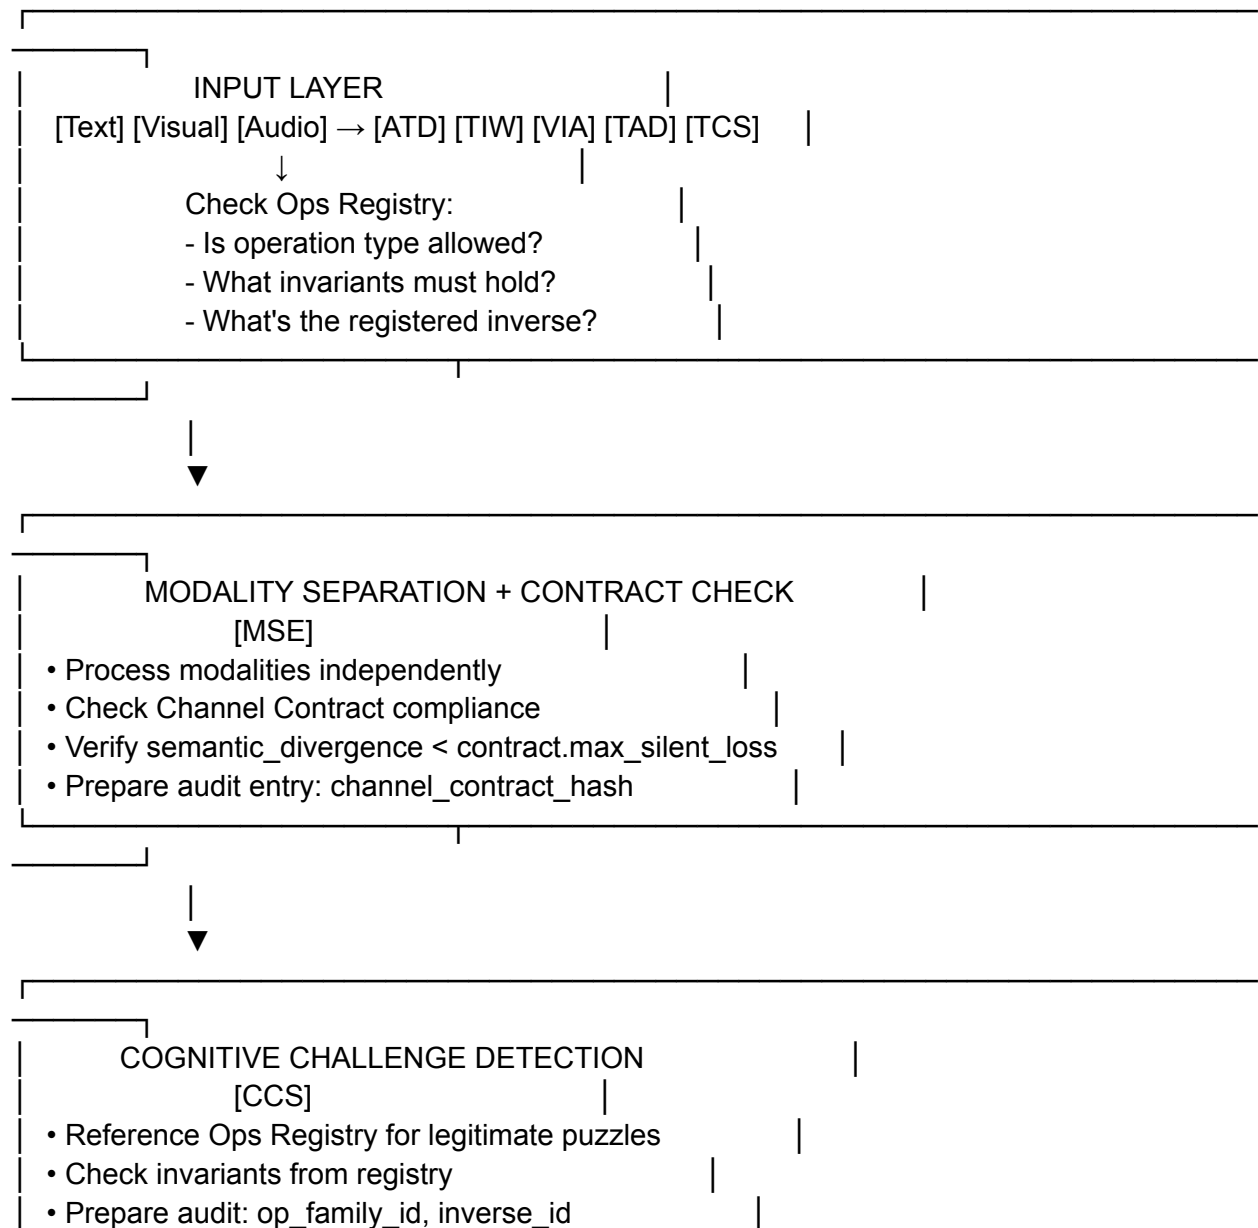 INPUT LAYER
[Text] [Visual] [Audio] → [ATD] [TIW] [VIA] [TAD] [TCS]
↓
Check Ops Registry:
- Is operation type allowed?
- What invariants must hold?
- What's the registered inverse?
▼
MODALITY SEPARATION + CONTRACT CHECK
[MSE]
• Process modalities independently
• Check Channel Contract compliance
• Verify semantic_divergence < contract.max_silent_loss
• Prepare audit entry: channel_contract_hash
▼
COGNITIVE CHALLENGE DETECTION
[CCS]
• Reference Ops Registry for legitimate puzzles
• Check invariants from registry
• Prepare audit: op_family_id, inverse_id